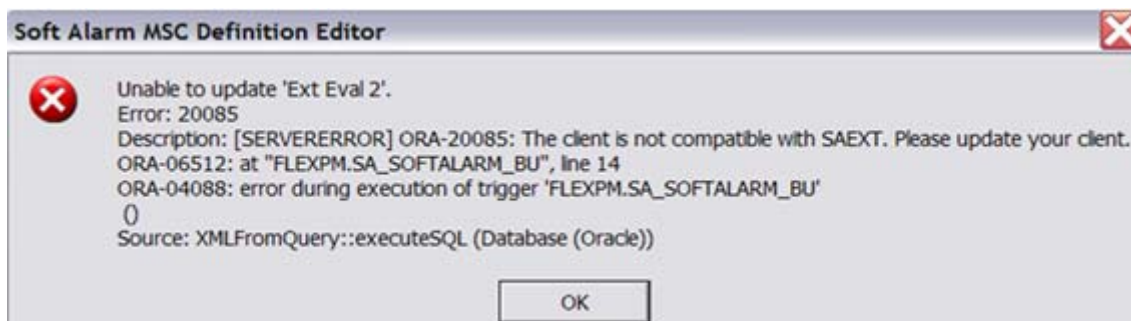 Soft Alarm MSC Definition Editor
Unable to update 'Ext Eval 2'.
Error: 20085
Description: [SERVERERROR] ORA-20085: The client is not compatible with SAEXT. Please update your client.
ORA-06512: at "FLEXPM.SA_SOFTALARM_BU", line 14
ORA-04088: error during execution of trigger 'FLEXPM.SA_SOFTALARM_BU'
()
Source: XMLFromQuery::executeSQL (Database (Oracle))
OK